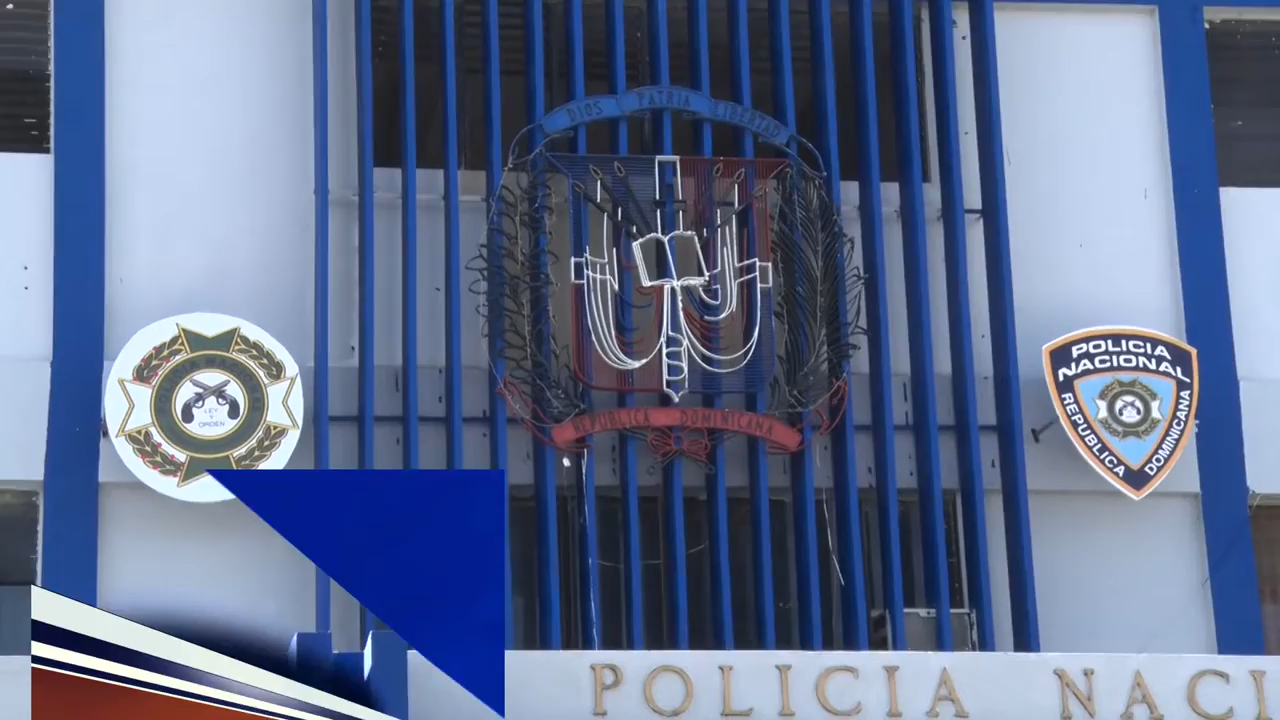 DIOS PATRIA LIBERTAD
REPUBLICA DOMINICANA
LEY
Y
ORDEN
POLICIA
NACIONAL
REPUBLICA
DOMINICANA
POLICIA NACI